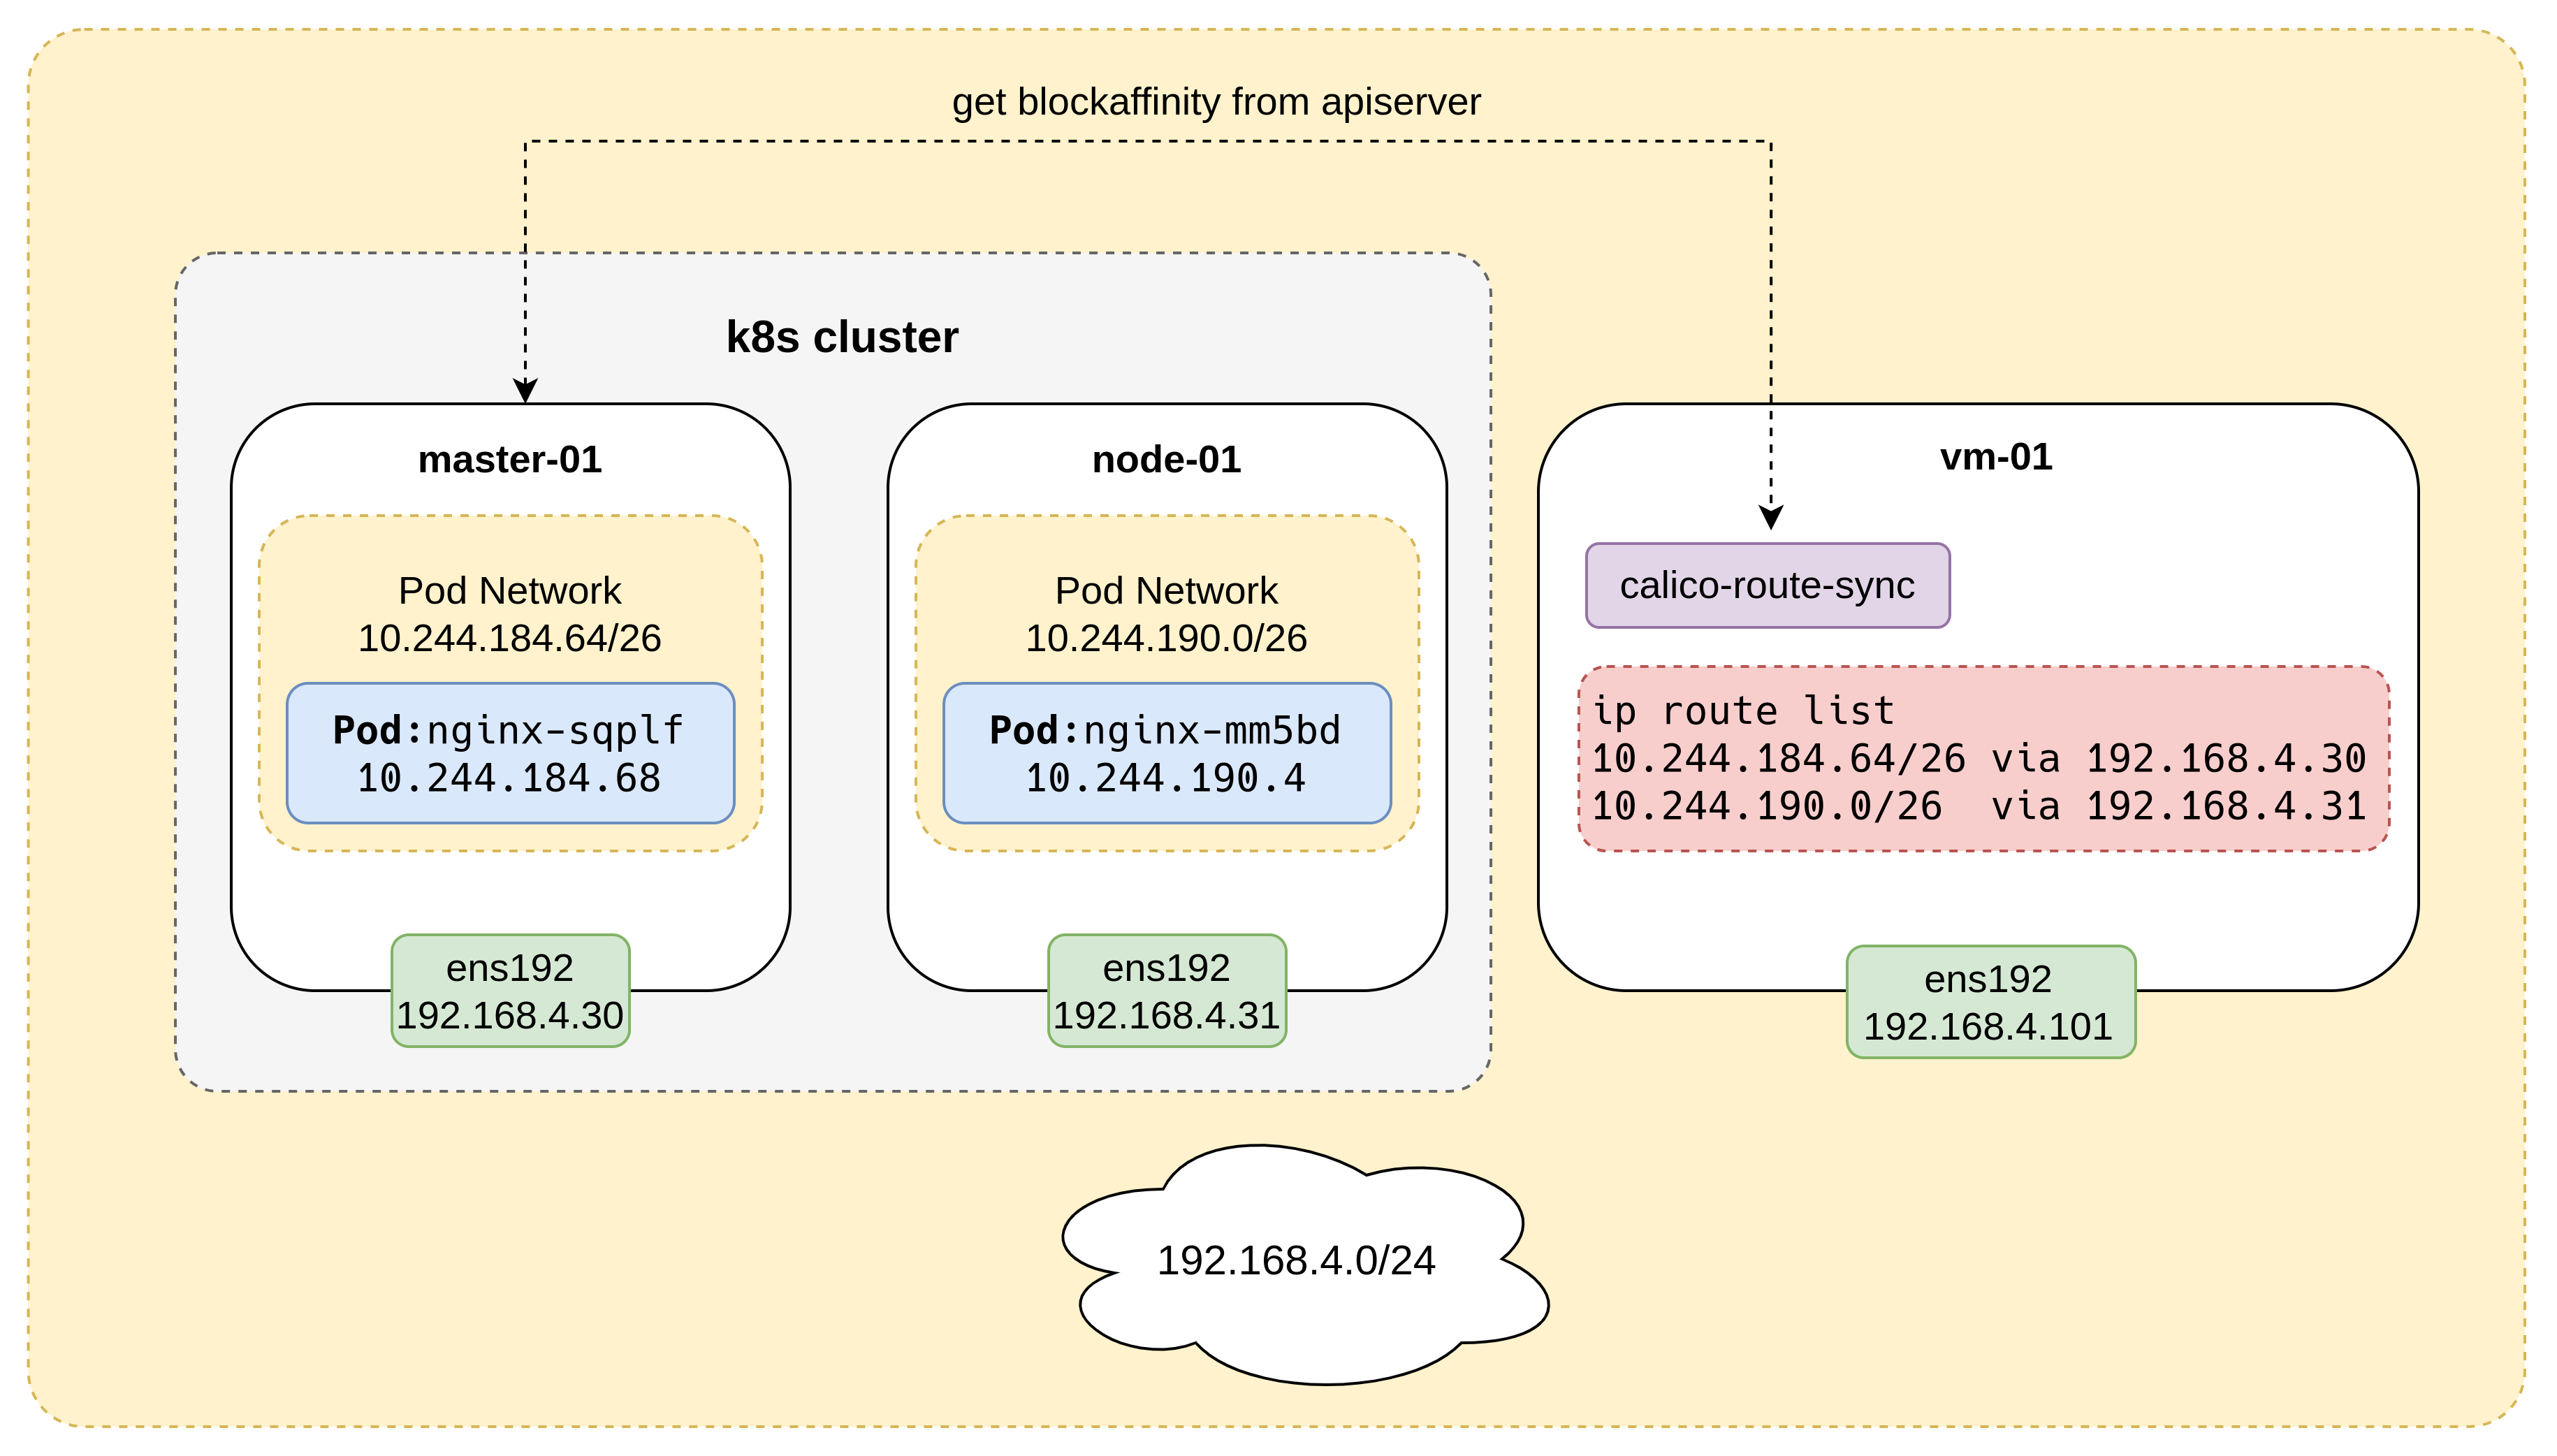 get blockaffinity from apiserver
k8s cluster
master-01
Pod Network
10.244.184.64/26
Pod:nginx-sqplf
10.244.184.68
ens192
192.168.4.30
node-01
Pod Network
10.244.190.0/26
Pod:nginx-mm5bd
10.244.190.4
ens192
192.168.4.31
vm-01
calico-route-sync
ip route list
10.244.184.64/26 via 192.168.4.30
10.244.190.0/26  via 192.168.4.31
ens192
192.168.4.101
192.168.4.0/24